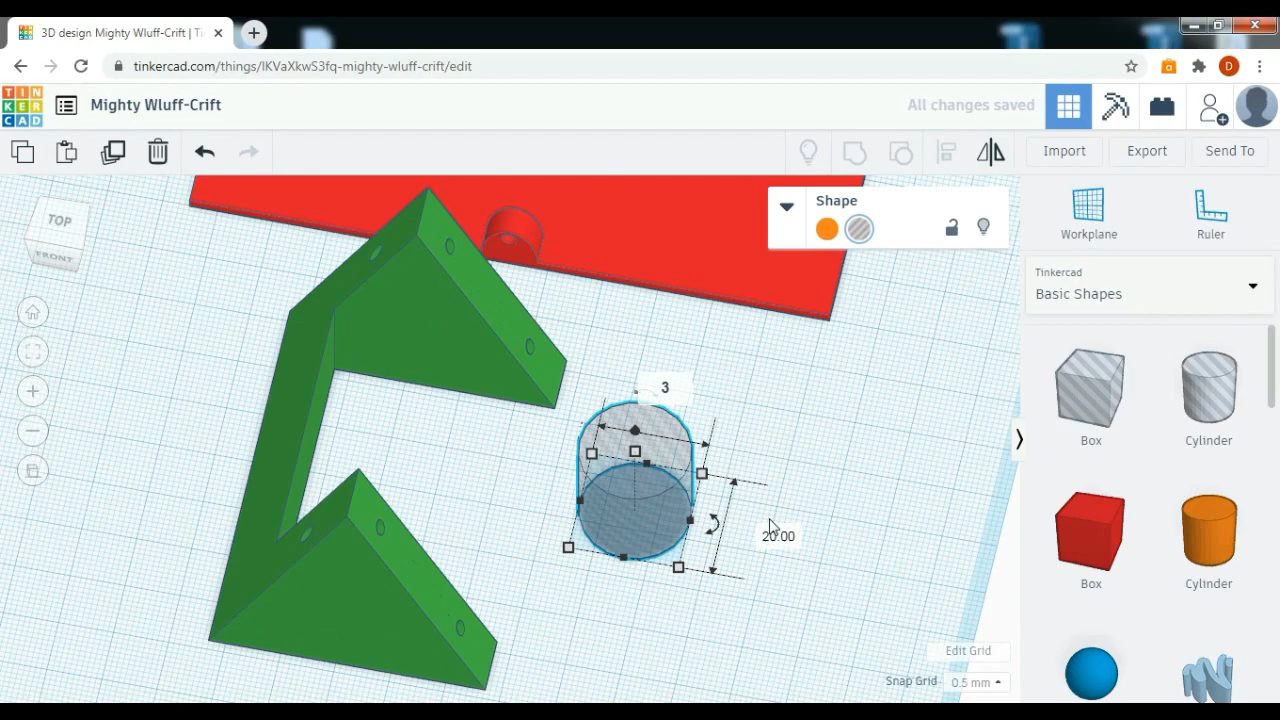 3D design Mighty Wluff-Crift | Ti
tinkercad.com/things/lKVaXkwS3fq-mighty-wluff-crift/edit
D
TIN
KER
CAD
Mighty Wluff-Crift
All changes saved
Import
Export
Send To
TOP
FRONT
Shape
Workplane
Ruler
Tinkercad
Basic Shapes
3
Box
Cylinder
20.00
Box
Cylinder
Edit Grid
Snap Grid
0.5 mm